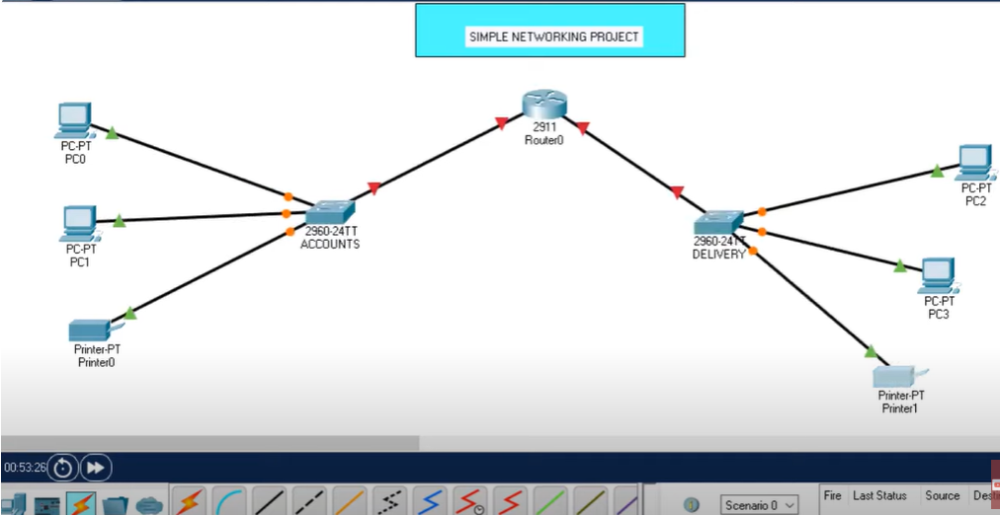 SIMPLE NETWORKING PROJECT
2911
Router0
PC-PT
PC0
PC-PT
PC1
2960-24TT
ACCOUNTS
Printer-PT
Printer0
PC-PT
PC2
2960-24TT
DELIVERY
PC-PT
PC3
Printer-PT
Printer1
00:53:26
Scenario 0
Fire Last Status Source